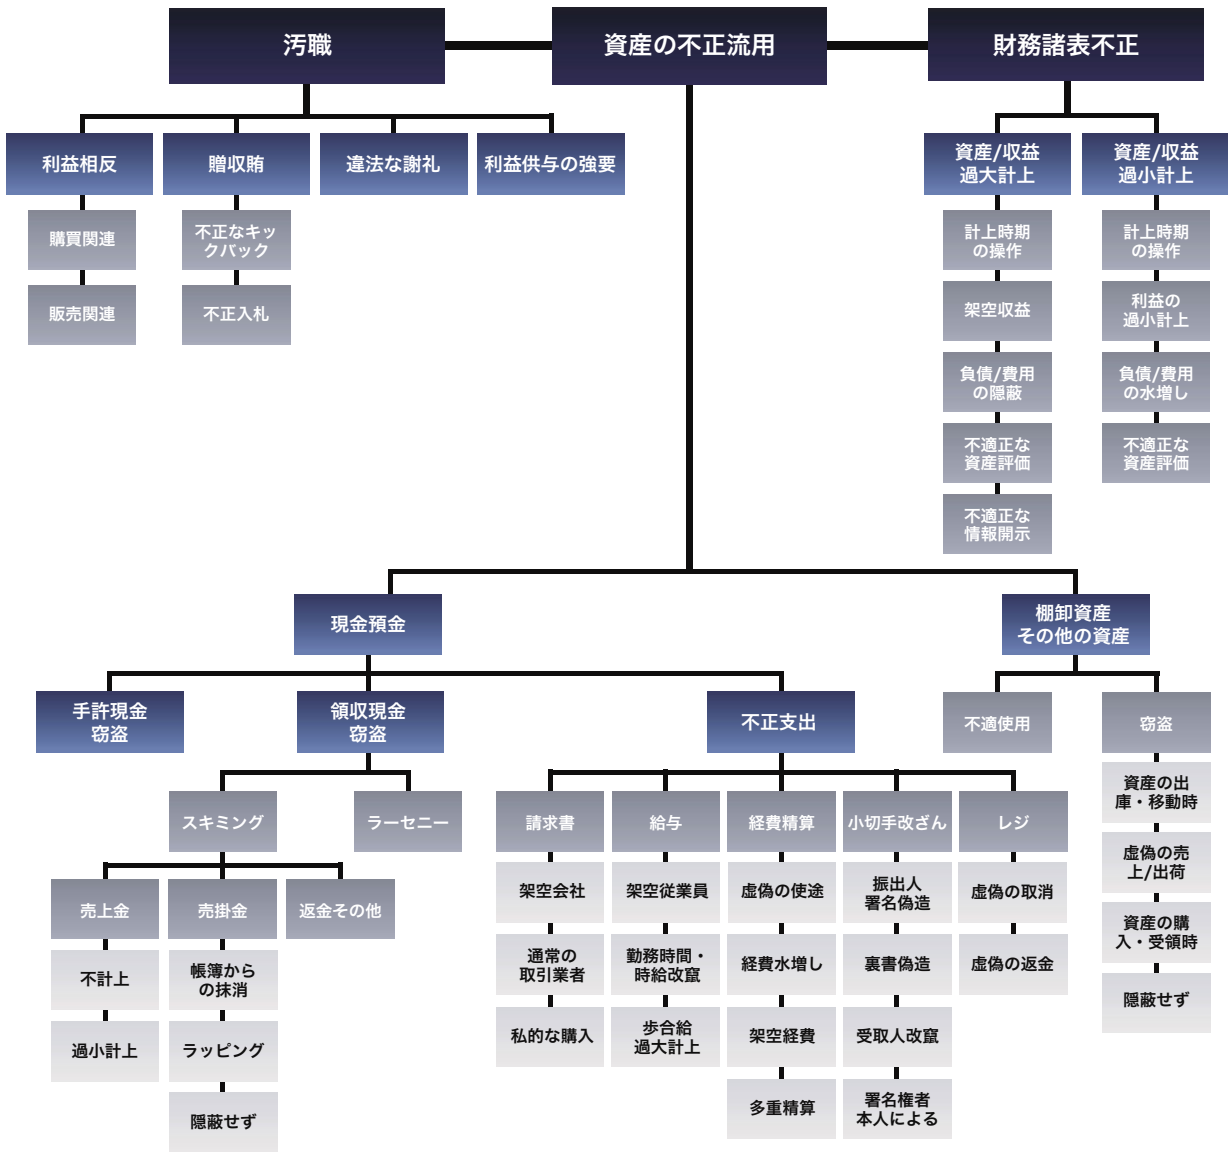 汚職
資産の不正流用
財務諸表不正
利益相反
贈収賄
違法な謝礼
利益供与の強要
資産/収益
過大計上
資産/収益
過小計上
購買関連
販売関連
不正なキッ
クバック
不正入札
計上時期
の操作
架空収益
負債/費用
の隠蔽
不適正な
資産評価
不適正な
情報開示
計上時期
の操作
利益の
過小計上
負債/費用
の水増し
不適正な
資産評価
現金預金
棚卸資産
その他の資産
手許現金
窃盗
領収現金
窃盗
不正支出
不適使用
窃盗
資産の出
庫・移動時
虚偽の売
上/出荷
資産の購
入・受領時
隠蔽せず
スキミング
ラーセニー
売上金
売掛金
返金その他
不計上
過小計上
帳簿から
の抹消
ラッピング
隠蔽せず
請求書
給与
経費精算
小切手改ざん
レジ
架空会社
通常の
取引業者
私的な購入
架空従業員
勤務時間・
時給改竄
歩合給
過大計上
虚偽の使途
経費水増し
架空経費
多重精算
振出人
署名偽造
裏書偽造
受取人改竄
署名権者
本人による
虚偽の取消
虚偽の返金